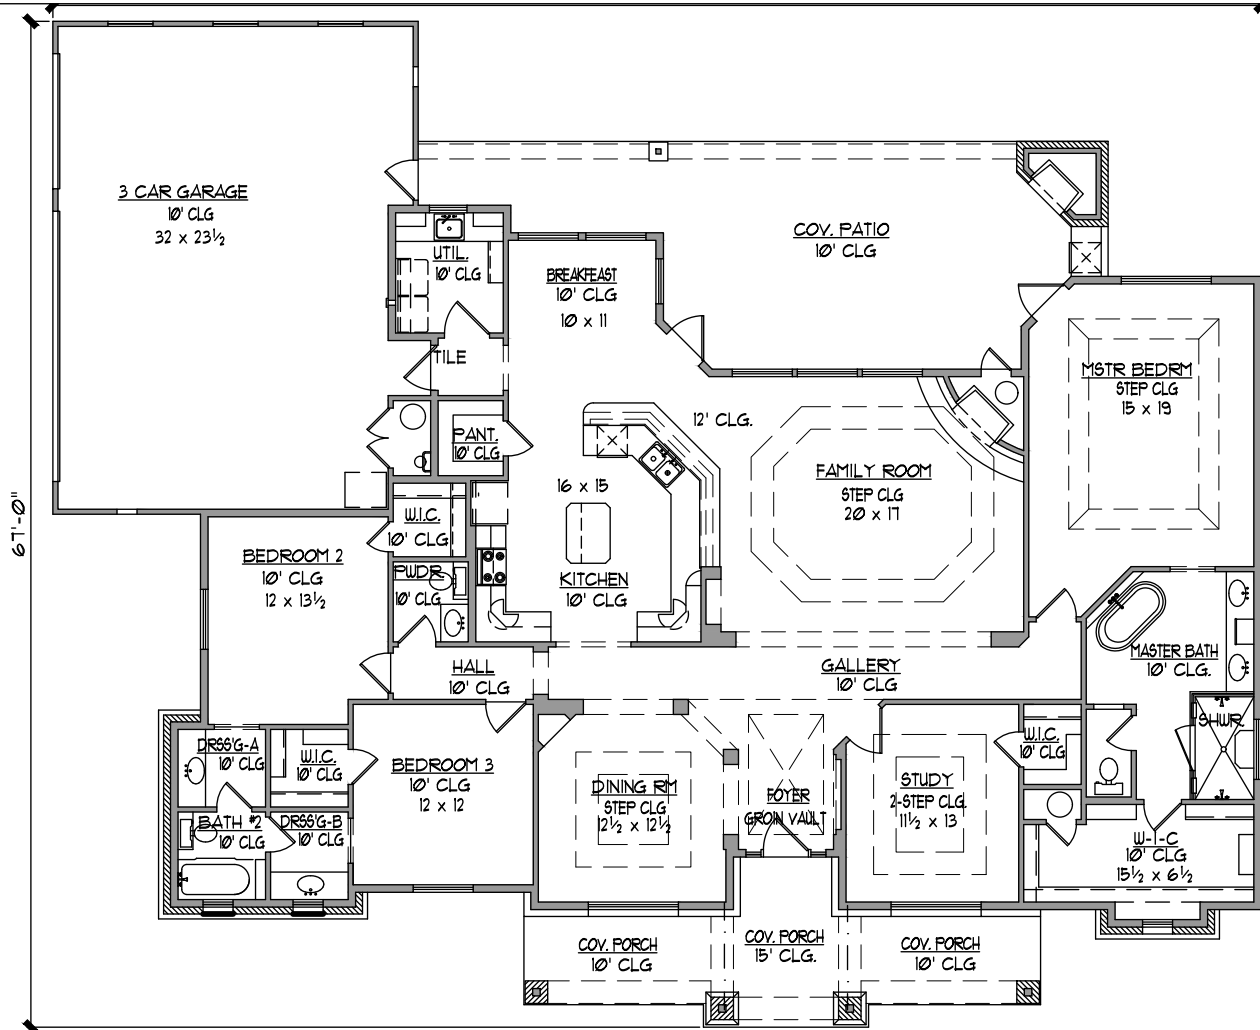 3 CAR GARAGE
10' CLG
32 x 23½
COV. PATIO
10' CLG
UTIL.
10' CLG
BREAKFEAST
10' CLG
10 x 11
TILE
MSTR BEDRM
STEP CLG
15 x 19
12' CLG.
PANT.
10' CLG
FAMILY ROOM
STEP CLG
20 x 17
16 x 15
KITCHEN
10' CLG
67'-0"
W.I.C.
10' CLG
BEDROOM 2
10' CLG
12 x 13½
PWDR.
10' CLG
HALL
10' CLG
GALLERY
10' CLG
MASTER BATH
10' CLG.
SHWR.
DRSS'G-A
10' CLG
W.I.C.
10' CLG
BEDROOM 3
10' CLG
12 x 12
DINING RM
STEP CLG
12½ x 12½
FOYER
GROIN VAULT
STUDY
2-STEP CLG.
11½ x 13
W.I.C.
10' CLG
BATH #2
10' CLG
DRSS'G-B
10' CLG
W-I-C
10' CLG
15½ x 6½
COV. PORCH
10' CLG
COV. PORCH
15' CLG.
COV. PORCH
10' CLG